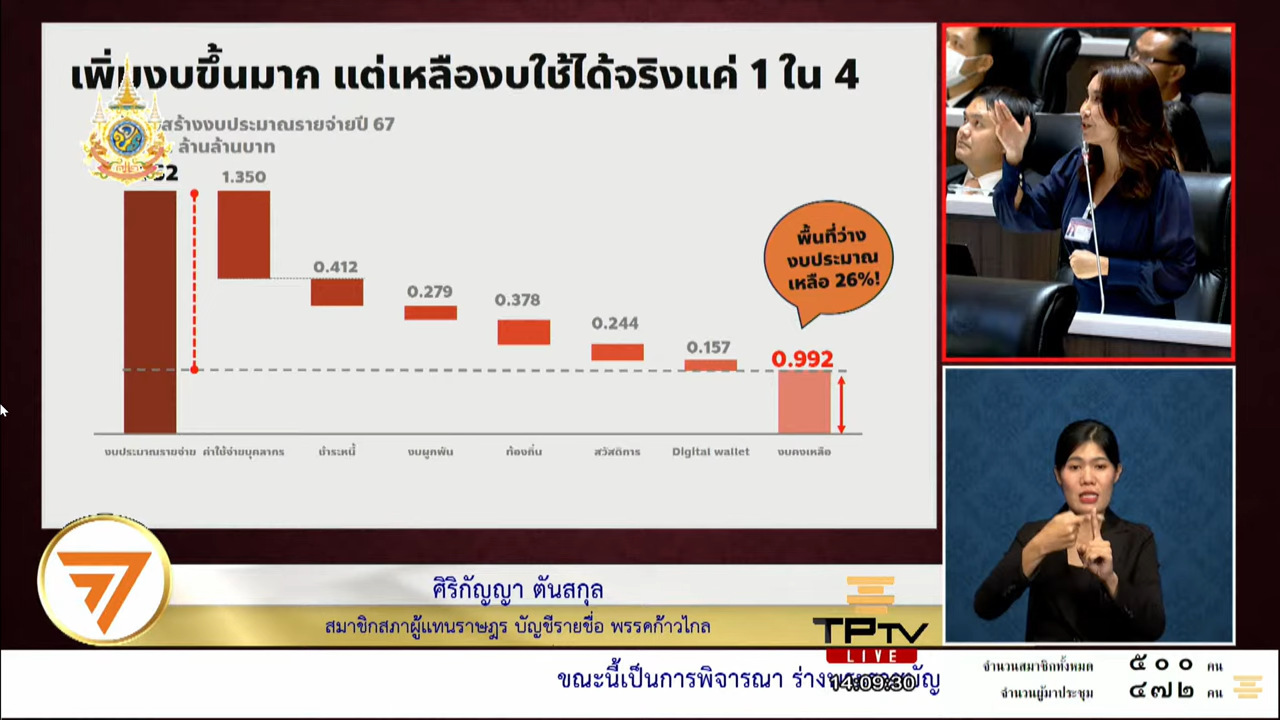 เพิ่มงบขึ้นมาก แต่เหลืองบใช้ได้จริงแค่ 1 ใน 4
สร้างงบประมาณรายจ่ายปี 67
ล้านล้านบาท
1.350
0.412
0.279
0.378
0.244
0.157
0.992
พื้นที่ว่าง
งบประมาณ
เหลือ 26%!
งบประมาณรายจ่าย ค่าใช้จ่ายบุคลากร ชำระหนี้ งบผูกพัน ท้องถิ่น สวัสดิการ Digital wallet งบคงเหลือ
ศิริกัญญา ตันสกุล
สมาชิกสภาผู้แทนราษฎร บัญชีรายชื่อ พรรคก้าวไกล
TPTV
LIVE
14:09:30
ขณะนี้เป็นการพิจารณา
จำนวนสมาชิกทั้งหมด ๕๐๐ คน
จำนวนผู้มาประชุม ๔๗๒ คน